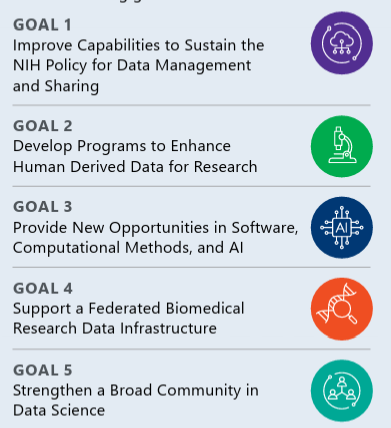 GOAL 1
Improve Capabilities to Sustain the
NIH Policy for Data Management
and Sharing
GOAL 2
Develop Programs to Enhance
Human Derived Data for Research
GOAL 3
Provide New Opportunities in Software,
Computational Methods, and AI
AI
GOAL 4
Support a Federated Biomedical
Research Data Infrastructure
GOAL 5
Strengthen a Broad Community in
Data Science